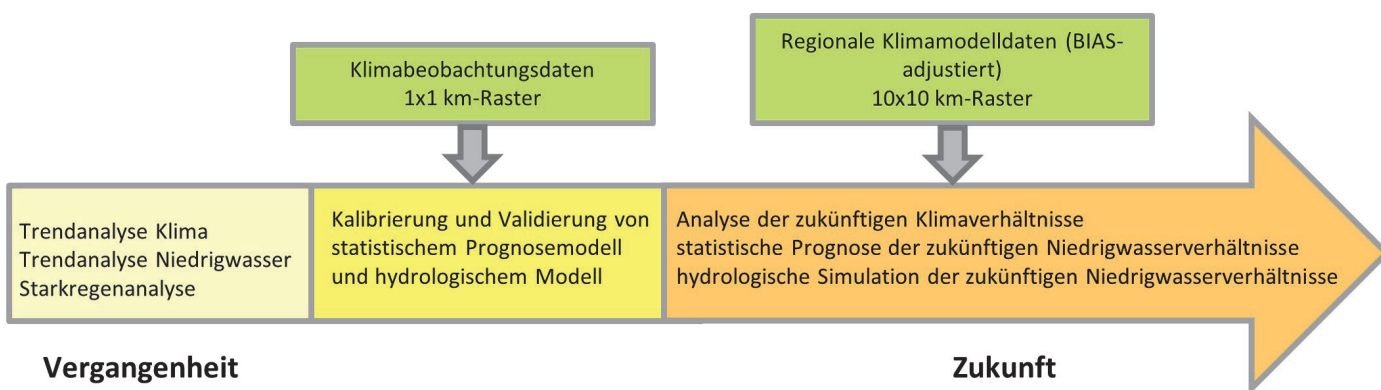 Klimabeobachtungsdaten
1x1 km-Raster
Regionale Klimamodelldaten (BIAS-
adjustiert)
10x10 km-Raster
Trendanalyse Klima
Trendanalyse Niedrigwasser
Starkregenanalyse
Kalibrierung und Validierung von
statistischem Prognosemodell
und hydrologischem Modell
Analyse der zukünftigen Klimaverhältnisse
statistische Prognose der zukünftigen Niedrigwasserverhältnisse
hydrologische Simulation der zukünftigen Niedrigwasserverhältnisse
Vergangenheit
Zukunft